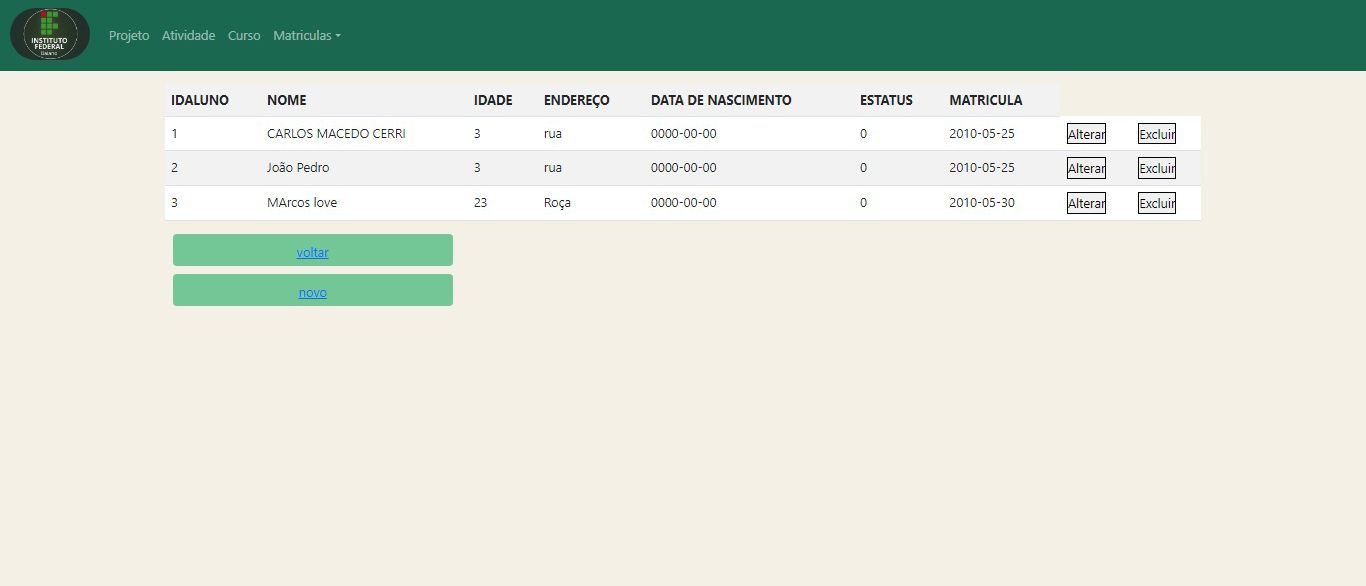 INSTITUTO
FEDERAL
Baiano
Projeto Atividade Curso Matriculas
IDALUNO NOME IDADE ENDEREÇO DATA DE NASCIMENTO ESTATUS MATRICULA
1 CARLOS MACEDO CERRI 3 rua 0000-00-00 0 2010-05-25 Alterar Excluir
2 João Pedro 3 rua 0000-00-00 0 2010-05-25 Alterar Excluir
3 MArcos love 23 Roça 0000-00-00 0 2010-05-30 Alterar Excluir
voltar
novo